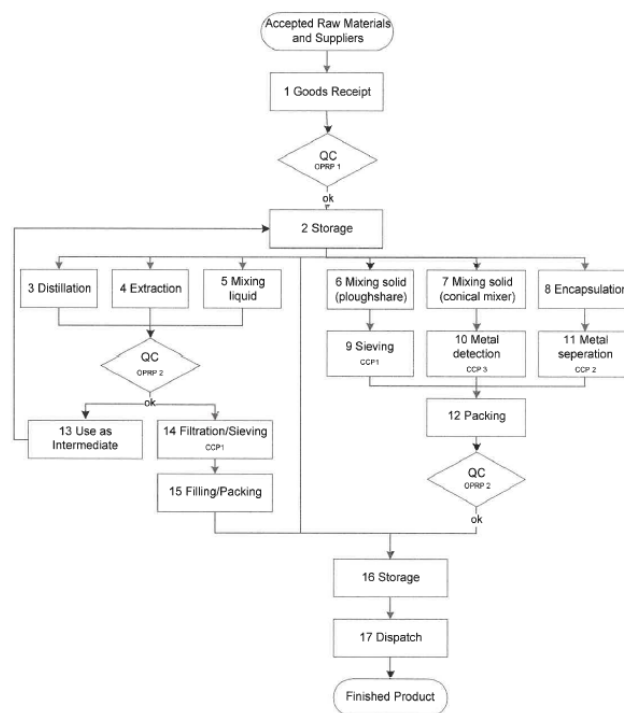 Accepted Raw Materials
and Suppliers
1 Goods Receipt
QC
OPRP 1
ok
2 Storage
3 Distillation
4 Extraction
5 Mixing
liquid
6 Mixing solid
(ploughshare)
7 Mixing solid
(conical mixer)
8 Encapsulation
QC
OPRP 2
ok
9 Sieving
CCP1
10 Metal
detection
CCP 3
11 Metal
seperation
CCP 2
12 Packing
13 Use as
Intermediate
14 Filtration/Sieving
CCP1
15 Filling/Packing
QC
OPRP 2
ok
16 Storage
17 Dispatch
Finished Product